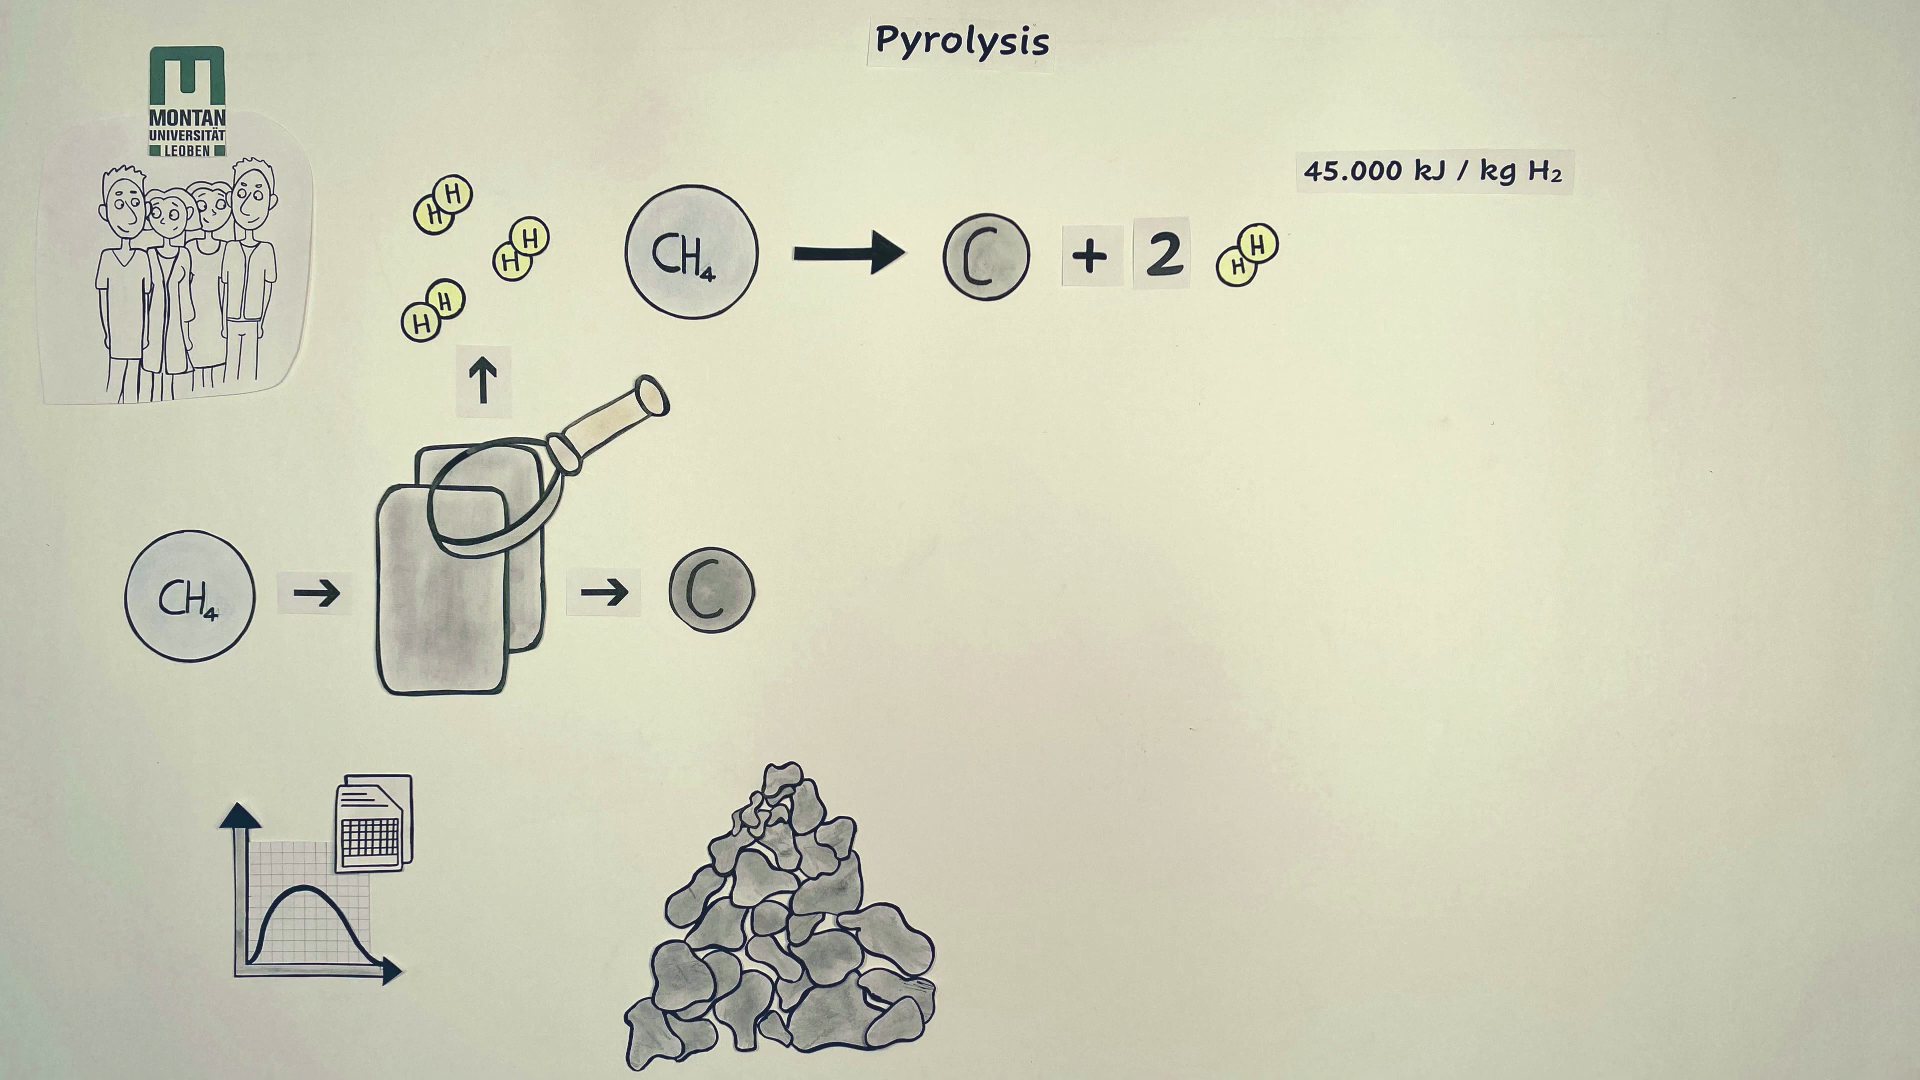 Pyrolysis
MONTAN
UNIVERSITÄT
LEOBEN
45.000 kJ / kg H₂
H H
H H
H H
CH₄ → C + 2 H H
↑
CH₄ → → C